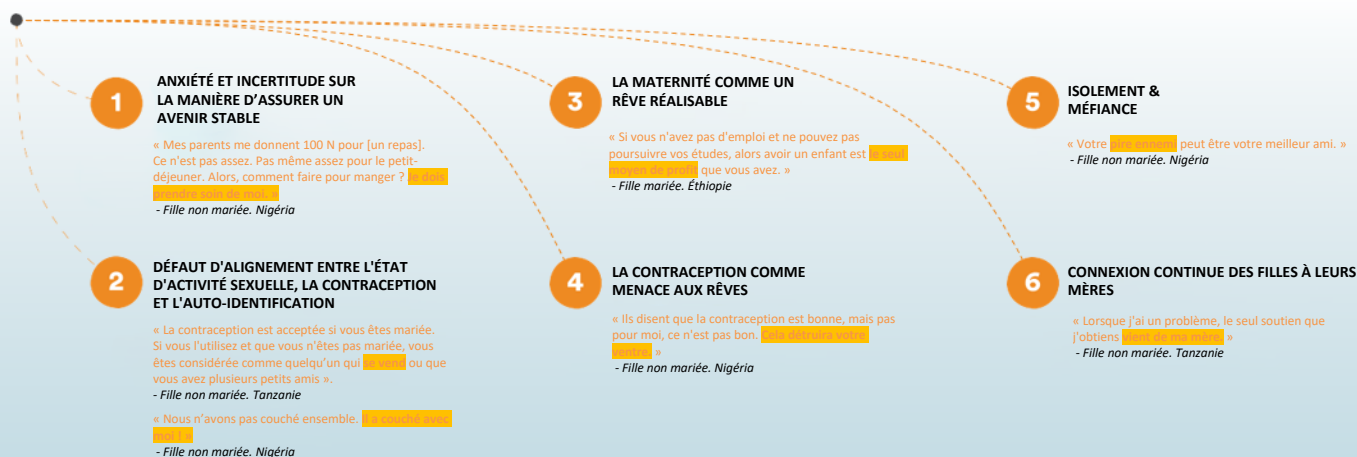 1
ANXIÉTÉ ET INCERTITUDE SUR
LA MANIÈRE D'ASSURER UN
AVENIR STABLE
« Mes parents me donnent 100 N pour [un repas].
Ce n'est pas assez. Pas même assez pour le petit-
déjeuner. Alors, comment faire pour manger ? Je dois
prendre soin de moi. »
- Fille non mariée. Nigéria
2
DÉFAUT D'ALIGNEMENT ENTRE L'ÉTAT
D'ACTIVITÉ SEXUELLE, LA CONTRACEPTION
ET L'AUTO-IDENTIFICATION
« La contraception est acceptée si vous êtes mariée.
Si vous l'utilisez et que vous n'êtes pas mariée, vous
êtes considérée comme quelqu'un qui se vend ou que
vous avez plusieurs petits amis ».
- Fille non mariée. Tanzanie
« Nous n'avons pas couché ensemble. Il a couché avec
moi ! »
- Fille non mariée. Nigéria
3
LA MATERNITÉ COMME UN
RÊVE RÉALISABLE
« Si vous n'avez pas d'emploi et ne pouvez pas
poursuivre vos études, alors avoir un enfant est le seul
moyen de profit que vous avez. »
- Fille mariée. Éthiopie
4
LA CONTRACEPTION COMME
MENACE AUX RÊVES
« Ils disent que la contraception est bonne, mais pas
pour moi, ce n'est pas bon. Cela détruira votre
ventre. »
- Fille non mariée. Nigéria
5
ISOLEMENT &
MÉFIANCE
« Votre pire ennemi peut être votre meilleur ami. »
- Fille non mariée. Nigéria
6
CONNEXION CONTINUE DES FILLES À LEURS
MÈRES
« Lorsque j'ai un problème, le seul soutien que
j'obtiens vient de ma mère. »
- Fille non mariée. Tanzanie